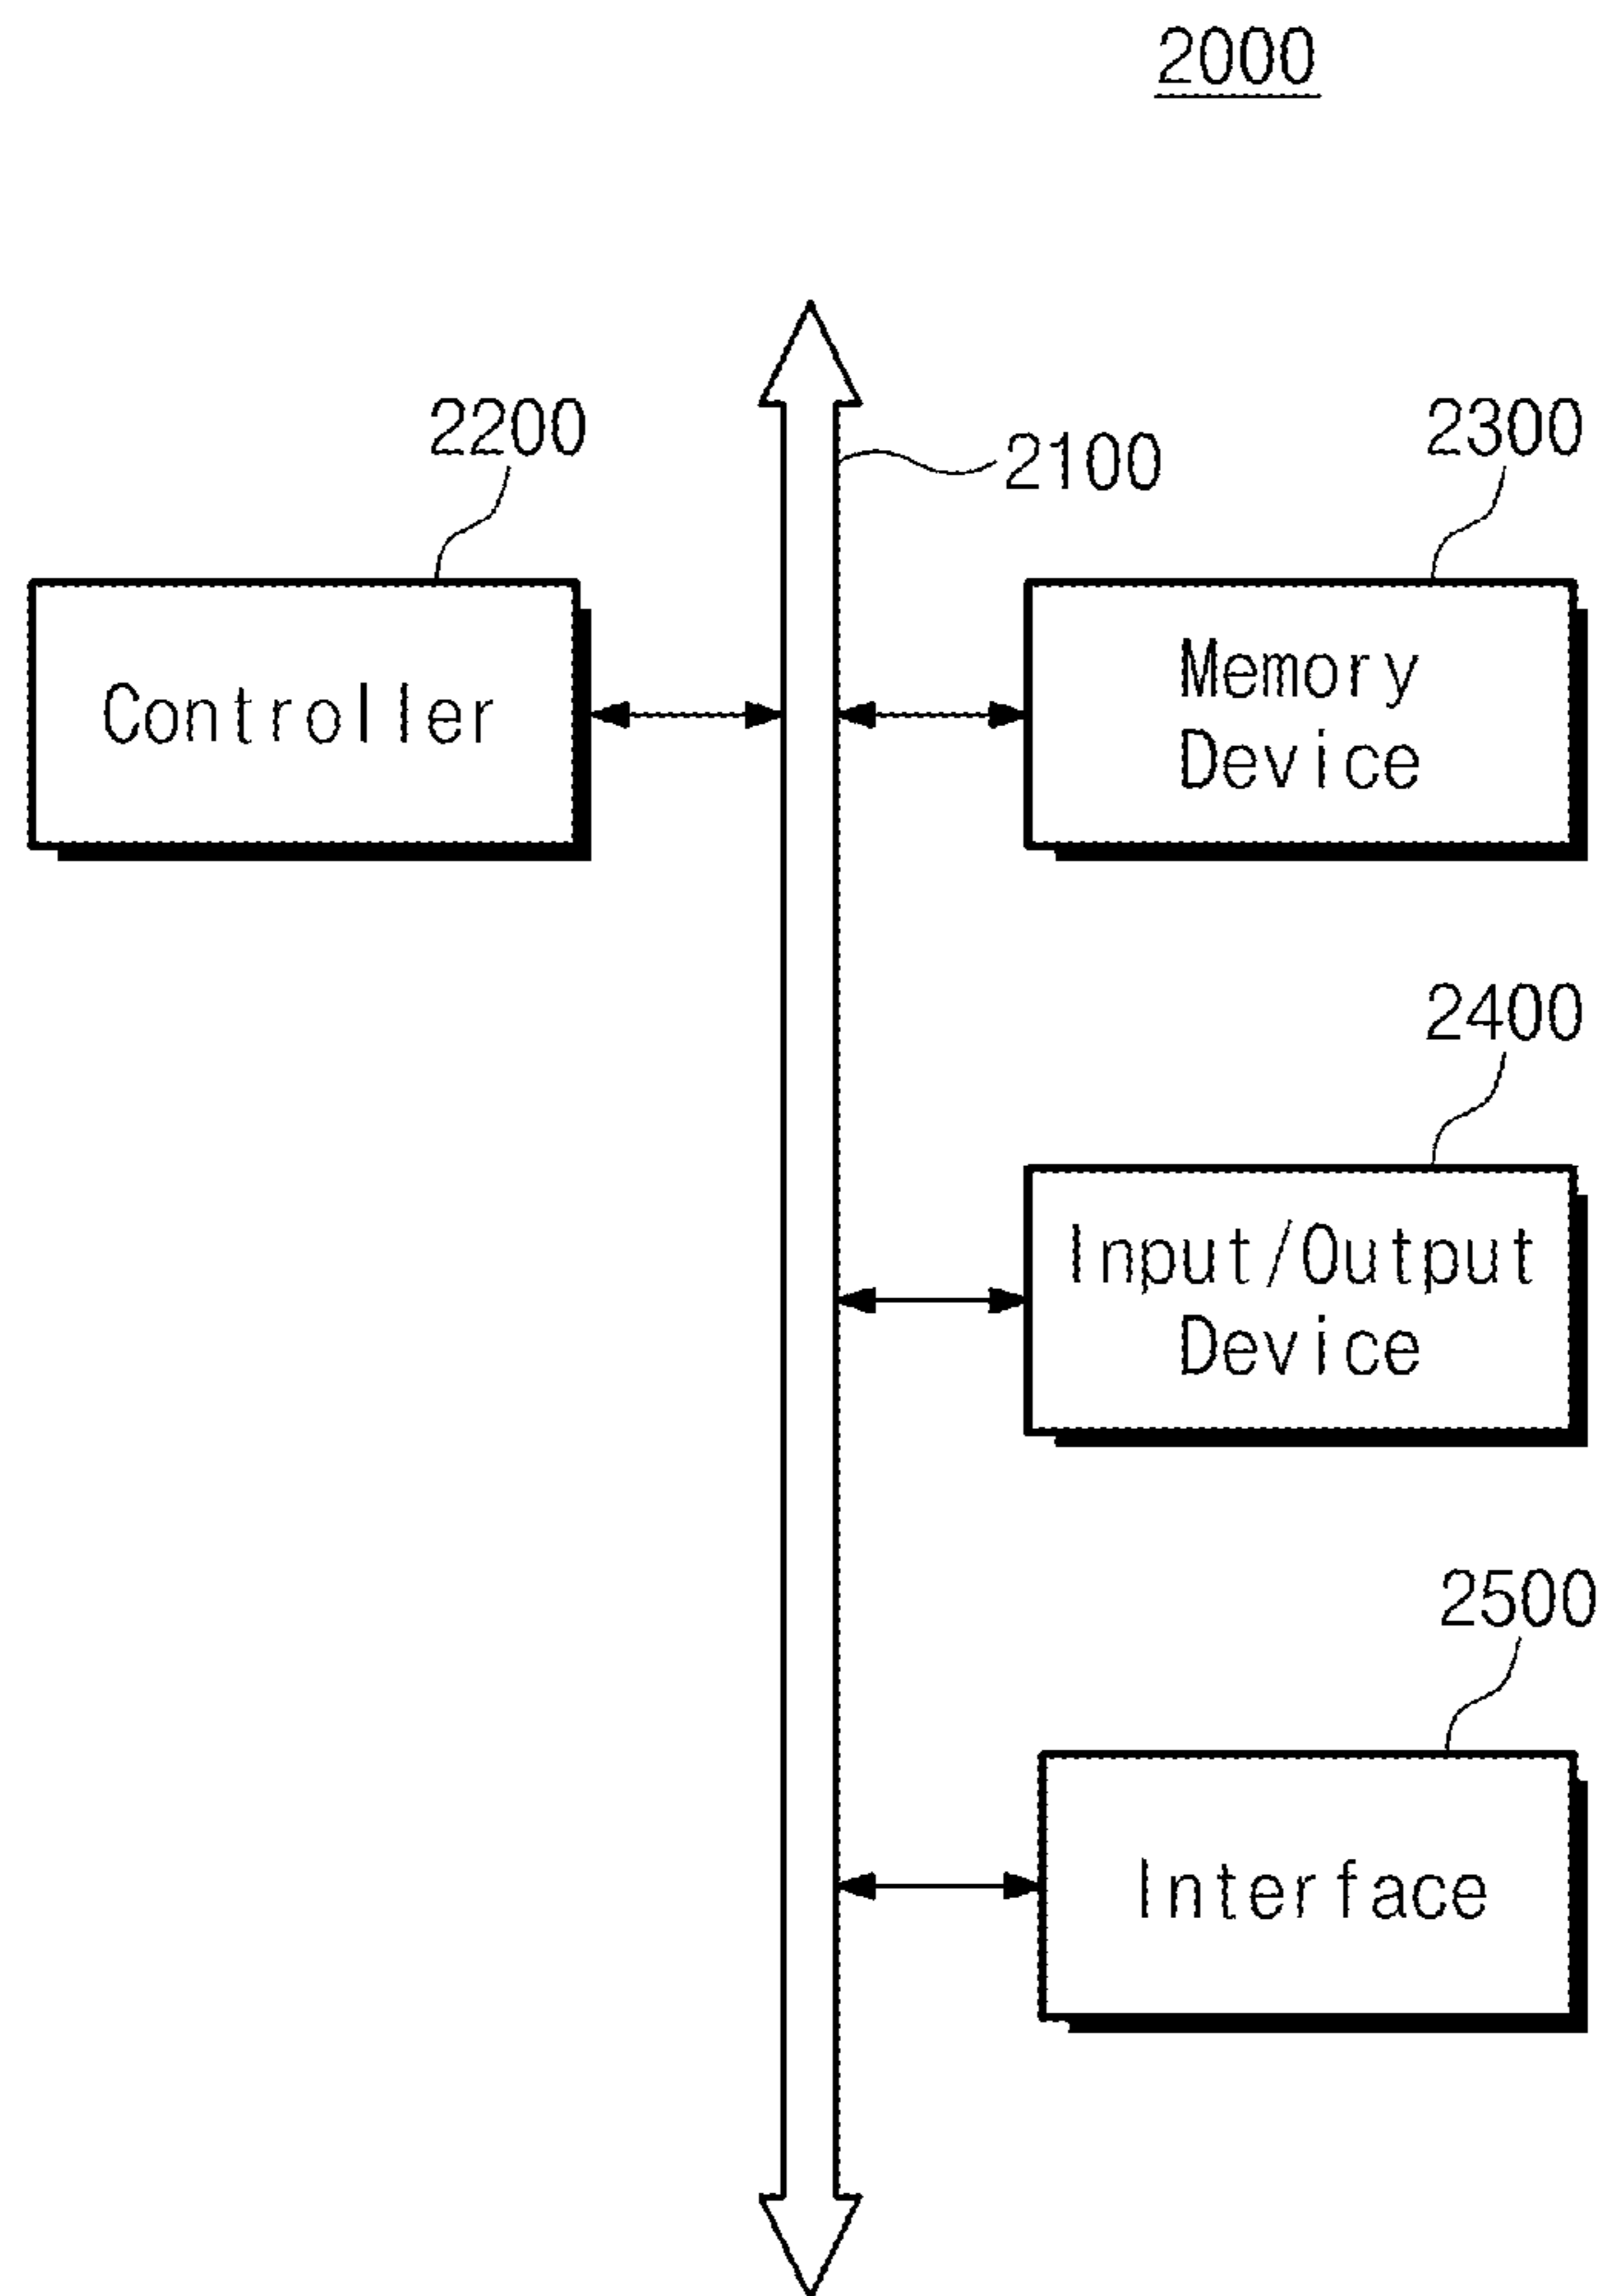 2000
2200
2100
2300
Controller
Memory
Device
2400
Input/Output
Device
2500
Interface